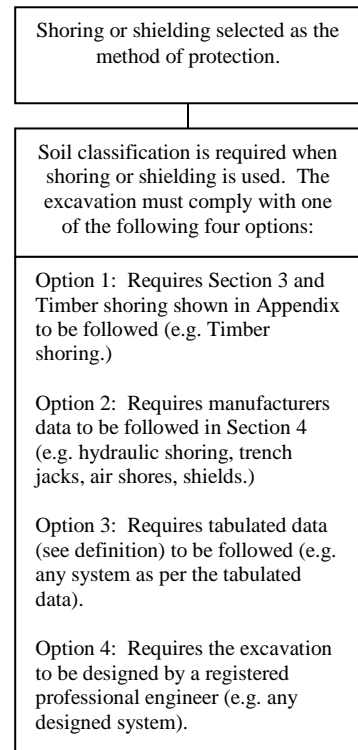 Shoring or shielding selected as the
method of protection.
Soil classification is required when
shoring or shielding is used.  The
excavation must comply with one
of the following four options:
Option 1:  Requires Section 3 and
Timber shoring shown in Appendix
to be followed (e.g. Timber
shoring.)
Option 2:  Requires manufacturers
data to be followed in Section 4
(e.g. hydraulic shoring, trench
jacks, air shores, shields.)
Option 3:  Requires tabulated data
(see definition) to be followed (e.g.
any system as per the tabulated
data).
Option 4:  Requires the excavation
to be designed by a registered
professional engineer (e.g. any
designed system).